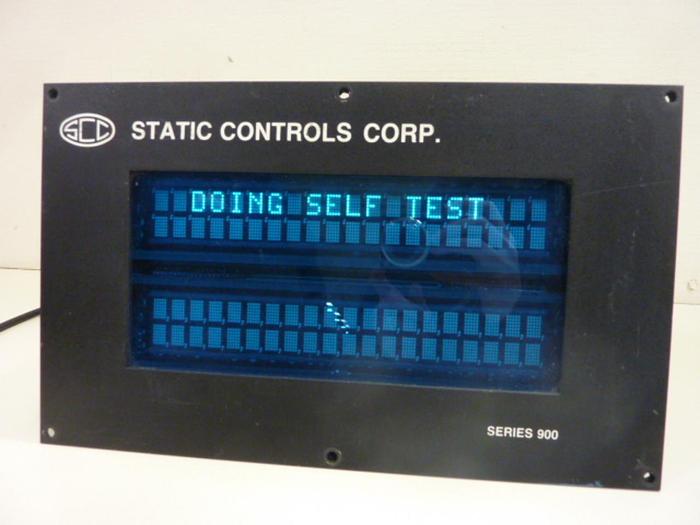 SCC STATIC CONTROLS CORP.
DOING SELF TEST
SERIES 900